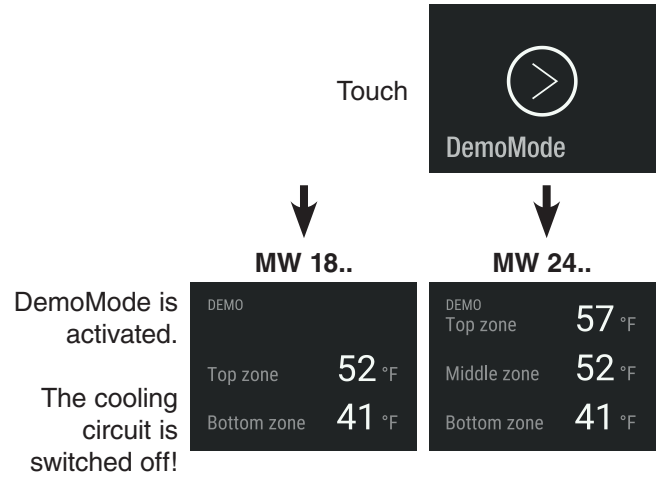 Touch
DemoMode
MW 18..
MW 24..
DemoMode is
activated.
The cooling
circuit is
switched off!
DEMO
Top zone 52 °F
Bottom zone 41 °F
DEMO
Top zone 57 °F
Middle zone 52 °F
Bottom zone 41 °F